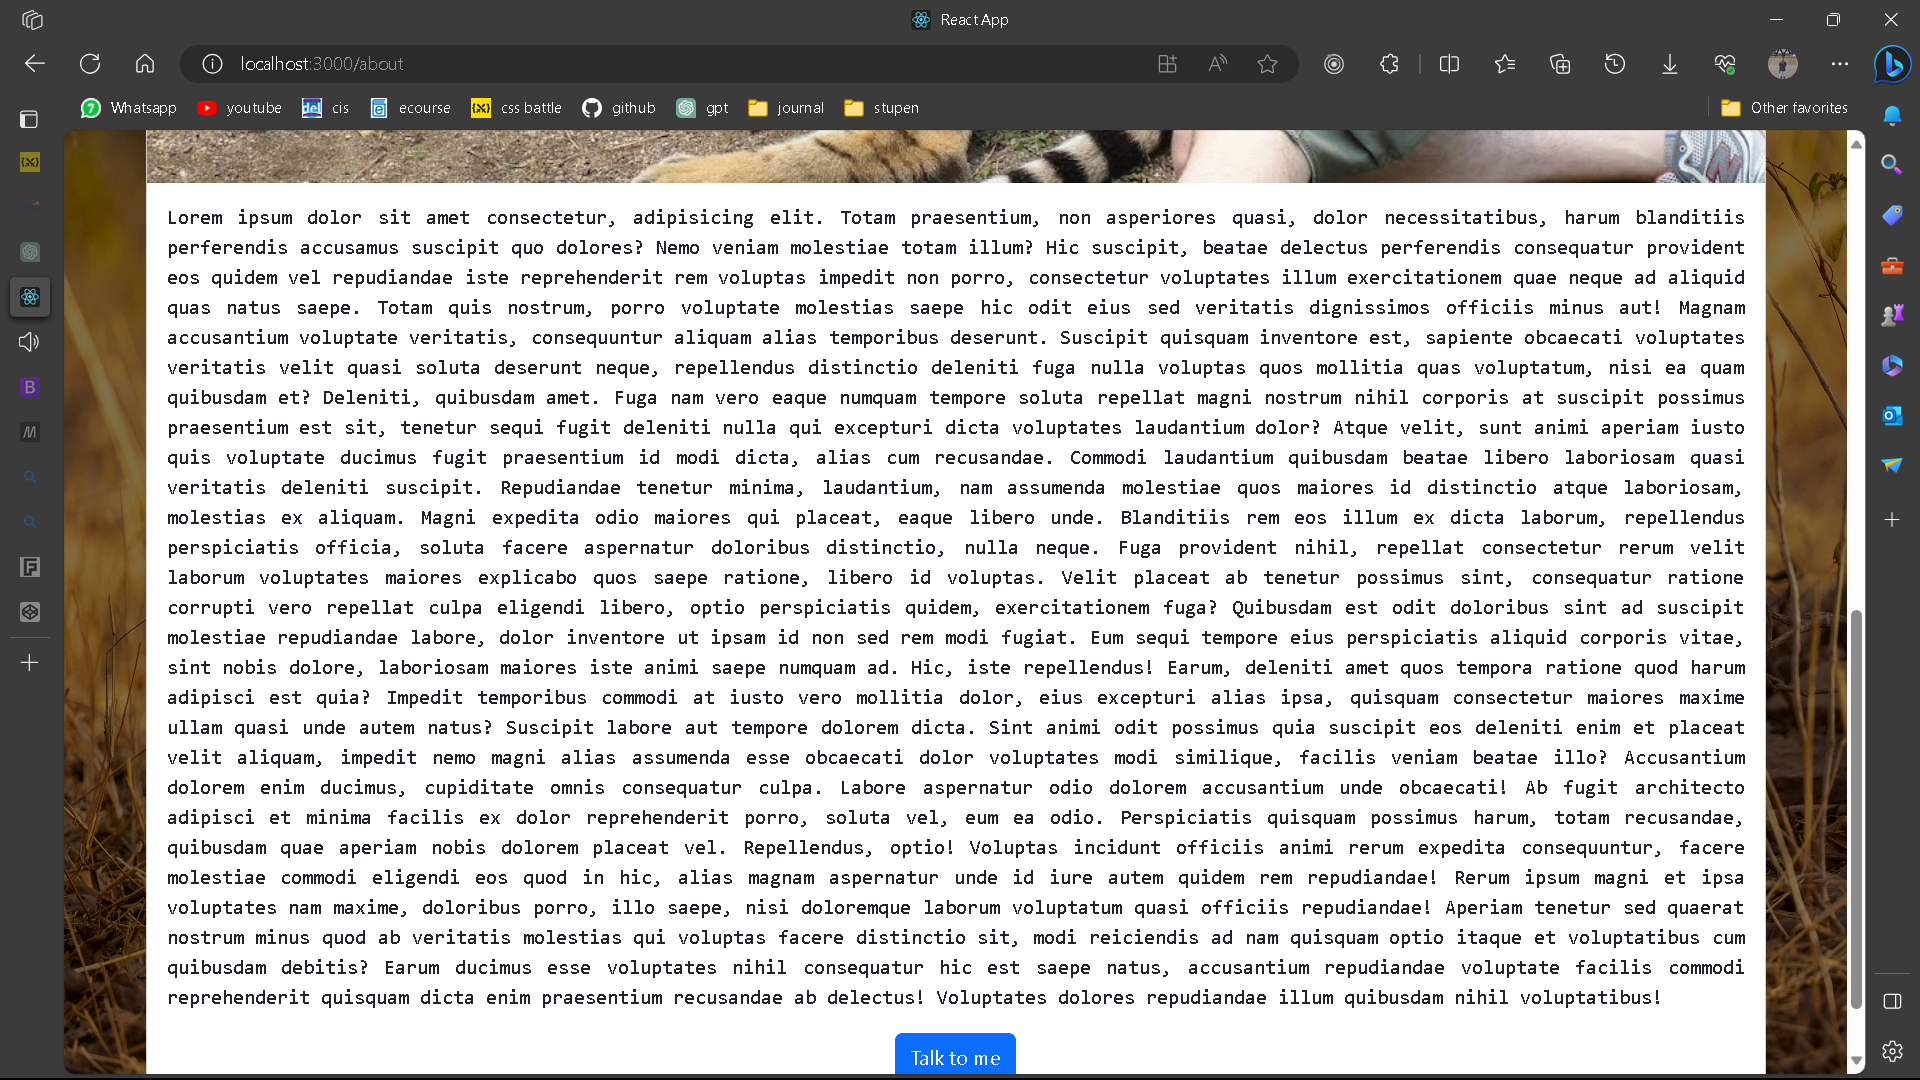 React App
localhost:3000/about
Whatsapp youtube cis ecourse css battle github gpt journal stupen Other favorites
Lorem ipsum dolor sit amet consectetur, adipisicing elit. Totam praesentium, non asperiores quasi, dolor necessitatibus, harum blanditiis
perferendis accusamus suscipit quo dolores? Nemo veniam molestiae totam illum? Hic suscipit, beatae delectus perferendis consequatur provident
eos quidem vel repudiandae iste reprehenderit rem voluptas impedit non porro, consectetur voluptates illum exercitationem quae neque ad aliquid
quas natus saepe. Totam quis nostrum, porro voluptate molestias saepe hic odit eius sed veritatis dignissimos officiis minus aut! Magnam
accusantium voluptate veritatis, consequuntur aliquam alias temporibus deserunt. Suscipit quisquam inventore est, sapiente obcaecati voluptates
veritatis velit quasi soluta deserunt neque, repellendus distinctio deleniti fuga nulla voluptas quos mollitia quas voluptatum, nisi ea quam
quibusdam et? Deleniti, quibusdam amet. Fuga nam vero eaque numquam tempore soluta repellat magni nostrum nihil corporis at suscipit possimus
praesentium est sit, tenetur sequi fugit deleniti nulla qui excepturi dicta voluptates laudantium dolor? Atque velit, sunt animi aperiam iusto
quis voluptate ducimus fugit praesentium id modi dicta, alias cum recusandae. Commodi laudantium quibusdam beatae libero laboriosam quasi
veritatis deleniti suscipit. Repudiandae tenetur minima, laudantium, nam assumenda molestiae quos maiores id distinctio atque laboriosam,
molestias ex aliquam. Magni expedita odio maiores qui placeat, eaque libero unde. Blanditiis rem eos illum ex dicta laborum, repellendus
perspiciatis officia, soluta facere aspernatur doloribus distinctio, nulla neque. Fuga provident nihil, repellat consectetur rerum velit
laborum voluptates maiores explicabo quos saepe ratione, libero id voluptas. Velit placeat ab tenetur possimus sint, consequatur ratione
corrupti vero repellat culpa eligendi libero, optio perspiciatis quidem, exercitationem fuga? Quibusdam est odit doloribus sint ad suscipit
molestiae repudiandae labore, dolor inventore ut ipsam id non sed rem modi fugiat. Eum sequi tempore eius perspiciatis aliquid corporis vitae,
sint nobis dolore, laboriosam maiores iste animi saepe numquam ad. Hic, iste repellendus! Earum, deleniti amet quos tempora ratione quod harum
adipisci est quia? Impedit temporibus commodi at iusto vero mollitia dolor, eius excepturi alias ipsa, quisquam consectetur maiores maxime
ullam quasi unde autem natus? Suscipit labore aut tempore dolorem dicta. Sint animi odit possimus quia suscipit eos deleniti enim et placeat
velit aliquam, impedit nemo magni alias assumenda esse obcaecati dolor voluptates modi similique, facilis veniam beatae illo? Accusantium
dolorem enim ducimus, cupiditate omnis consequatur culpa. Labore aspernatur odio dolorem accusantium unde obcaecati! Ab fugit architecto
adipisci et minima facilis ex dolor reprehenderit porro, soluta vel, eum ea odio. Perspiciatis quisquam possimus harum, totam recusandae,
quibusdam quae aperiam nobis dolorem placeat vel. Repellendus, optio! Voluptas incidunt officiis animi rerum expedita consequuntur, facere
molestiae commodi eligendi eos quod in hic, alias magnam aspernatur unde id iure autem quidem rem repudiandae! Rerum ipsum magni et ipsa
voluptates nam maxime, doloribus porro, illo saepe, nisi doloremque laborum voluptatum quasi officiis repudiandae! Aperiam tenetur sed quaerat
nostrum minus quod ab veritatis molestias qui voluptas facere distinctio sit, modi reiciendis ad nam quisquam optio itaque et voluptatibus cum
quibusdam debitis? Earum ducimus esse voluptates nihil consequatur hic est saepe natus, accusantium repudiandae voluptate facilis commodi
reprehenderit quisquam dicta enim praesentium recusandae ab delectus! Voluptates dolores repudiandae illum quibusdam nihil voluptatibus!
Talk to me